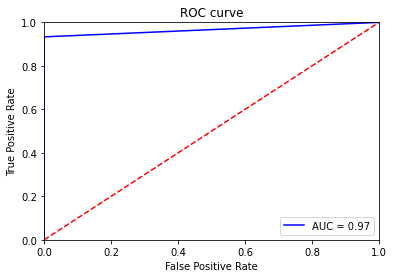 ROC curve
1.0
0.8
0.6
0.4
0.2
0.0
True Positive Rate
AUC = 0.97
0.0 0.2 0.4 0.6 0.8 1.0
False Positive Rate